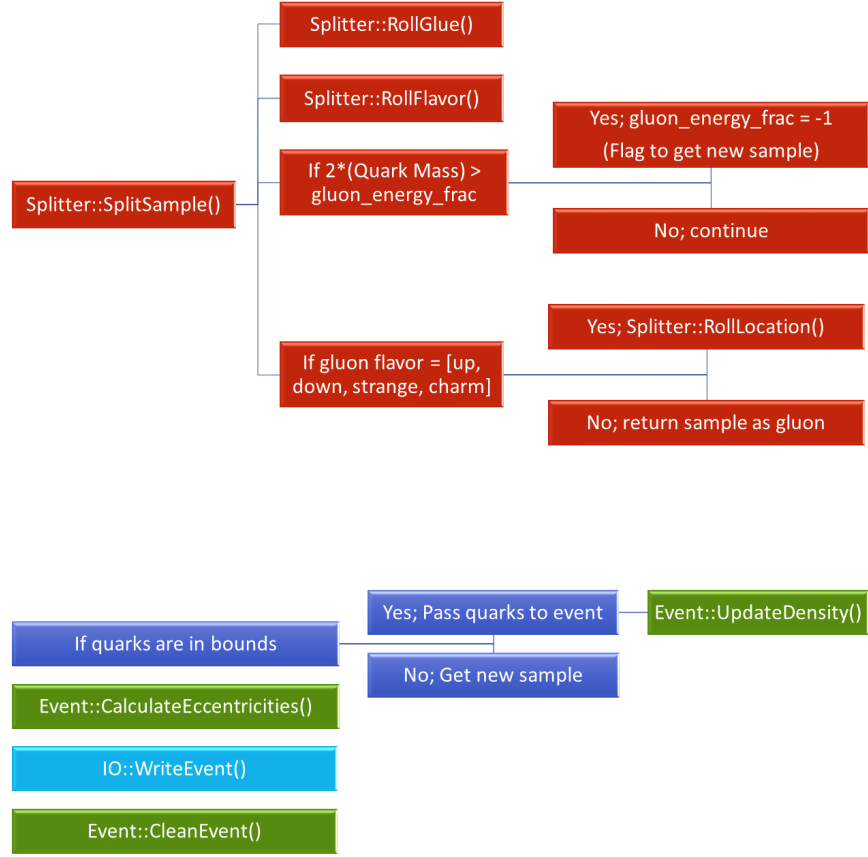 Splitter::RollGlue()
Splitter::RollFlavor()
Yes; gluon_energy_frac = -1
(Flag to get new sample)
If 2*(Quark Mass) >
gluon_energy_frac
Splitter::SplitSample()
No; continue
Yes; Splitter::RollLocation()
If gluon flavor = [up,
down, strange, charm]
No; return sample as gluon
Yes; Pass quarks to event
Event::UpdateDensity()
If quarks are in bounds
No; Get new sample
Event::CalculateEccentricities()
IO::WriteEvent()
Event::CleanEvent()